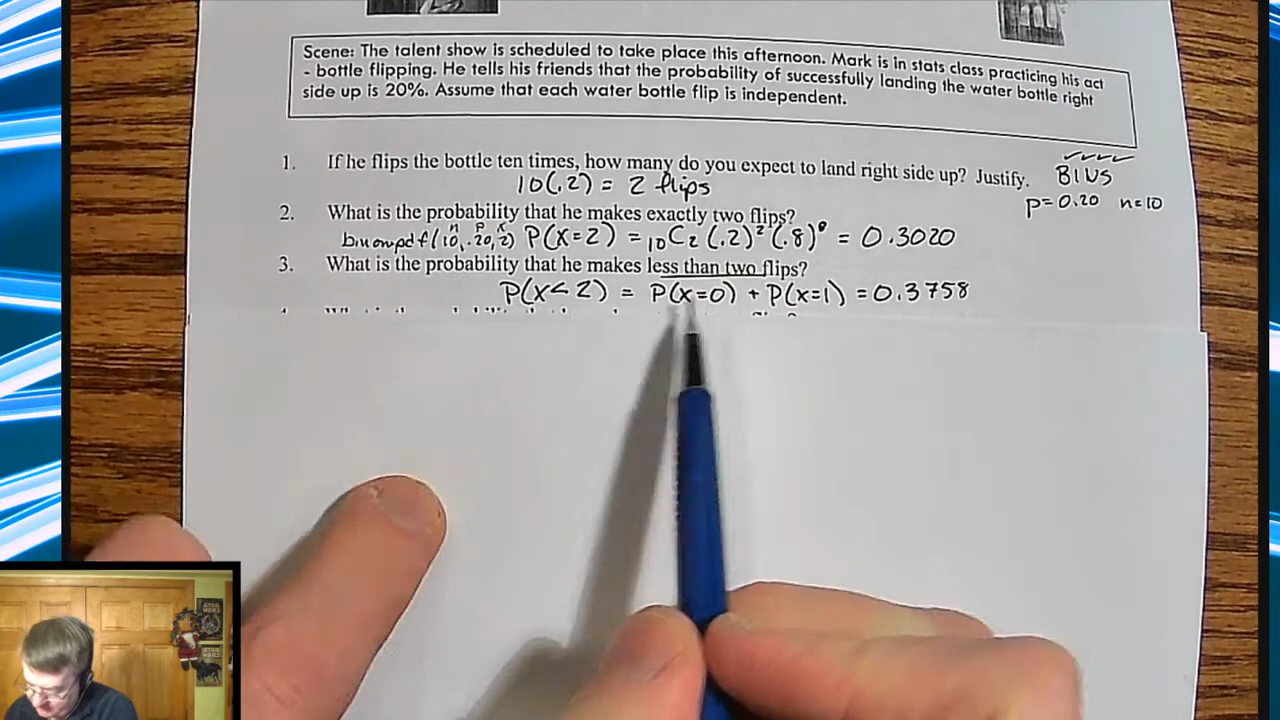 Scene: The talent show is scheduled to take place this afternoon. Mark is in stats class practicing his act
- bottle flipping. He tells his friends that the probability of successfully landing the water bottle right
side up is 20%. Assume that each water bottle flip is independent.
1. If he flips the bottle ten times, how many do you expect to land right side up? Justify.
BINS
10(.2) = 2 flips
p=0.20 n=10
2. What is the probability that he makes exactly two flips?
n p x
binompdf(10,.20,2) P(X=2) = ₁₀C₂ (.2)² (.8)⁸ = 0.3020
3. What is the probability that he makes less than two flips?
P(X<2) = P(X=0) + P(X=1) = 0.3758